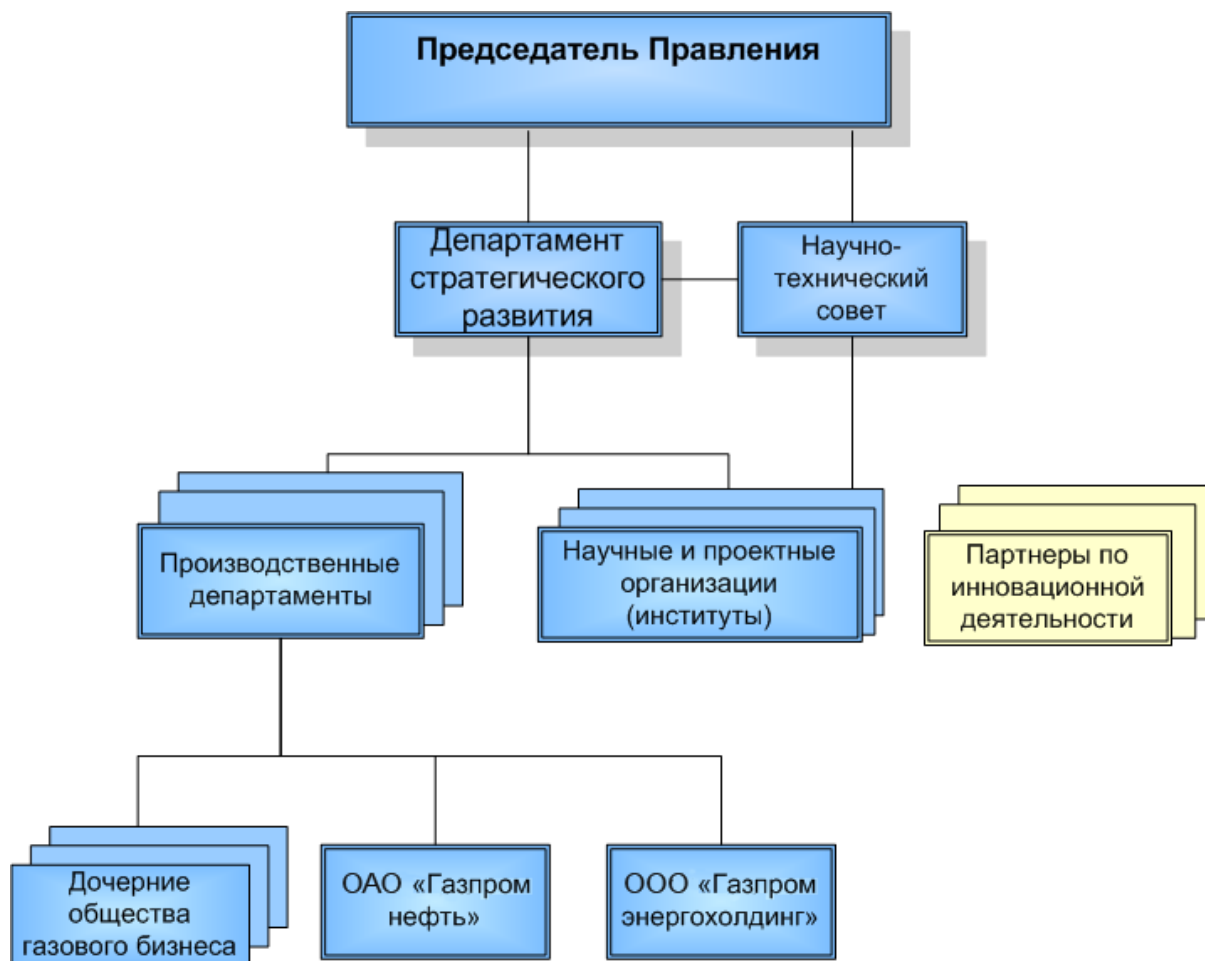 Председатель Правления
Департамент
стратегического
развития
Научно-
технический
совет
Производственные
департаменты
Научные и проектные
организации
(институты)
Партнеры по
инновационной
деятельности
Дочерние
общества
газового бизнеса
ОАО «Газпром
нефть»
ООО «Газпром
энергохолдинг»